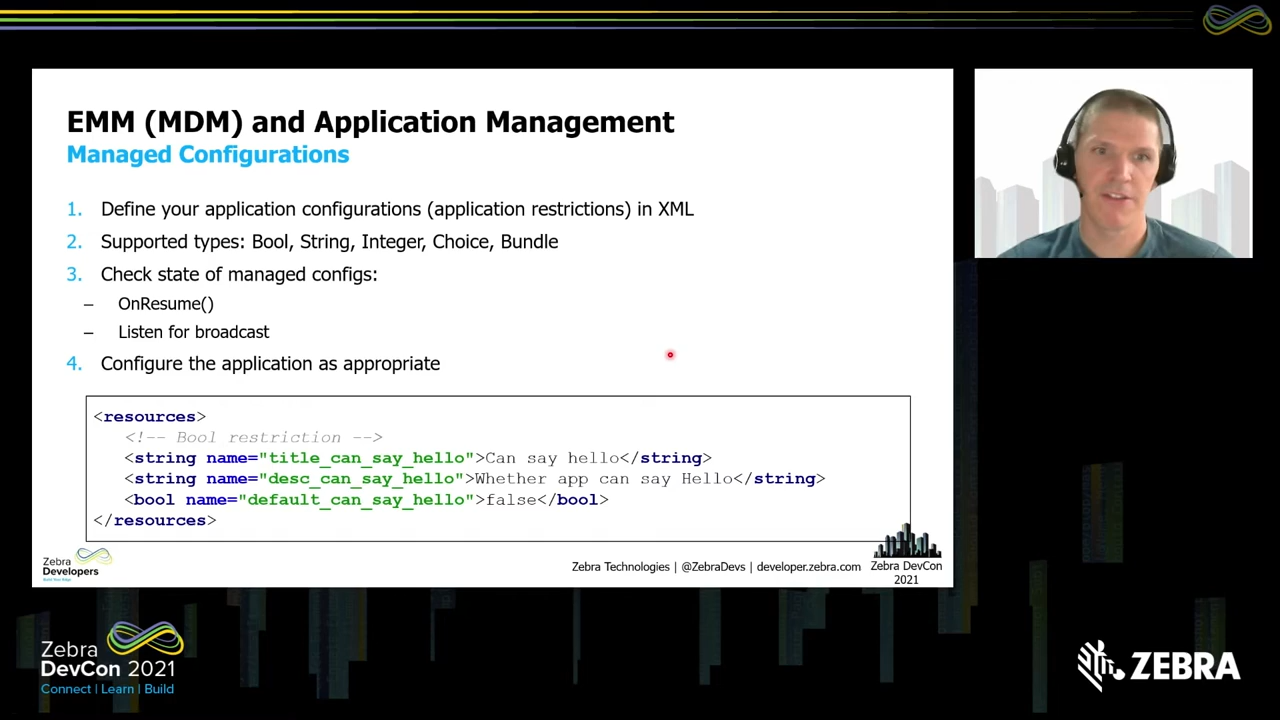 EMM (MDM) and Application Management
Managed Configurations
1. Define your application configurations (application restrictions) in XML
2. Supported types: Bool, String, Integer, Choice, Bundle
3. Check state of managed configs:
– OnResume()
– Listen for broadcast
4. Configure the application as appropriate
<resources>
<!-- Bool restriction -->
<string name="title_can_say_hello">Can say hello</string>
<string name="desc_can_say_hello">Whether app can say Hello</string>
<bool name="default_can_say_hello">false</bool>
</resources>
Zebra
Developers
Build Your Edge
Zebra Technologies | @ZebraDevs | developer.zebra.com
Zebra DevCon
2021
Zebra
DevCon 2021
Connect | Learn | Build
ZEBRA